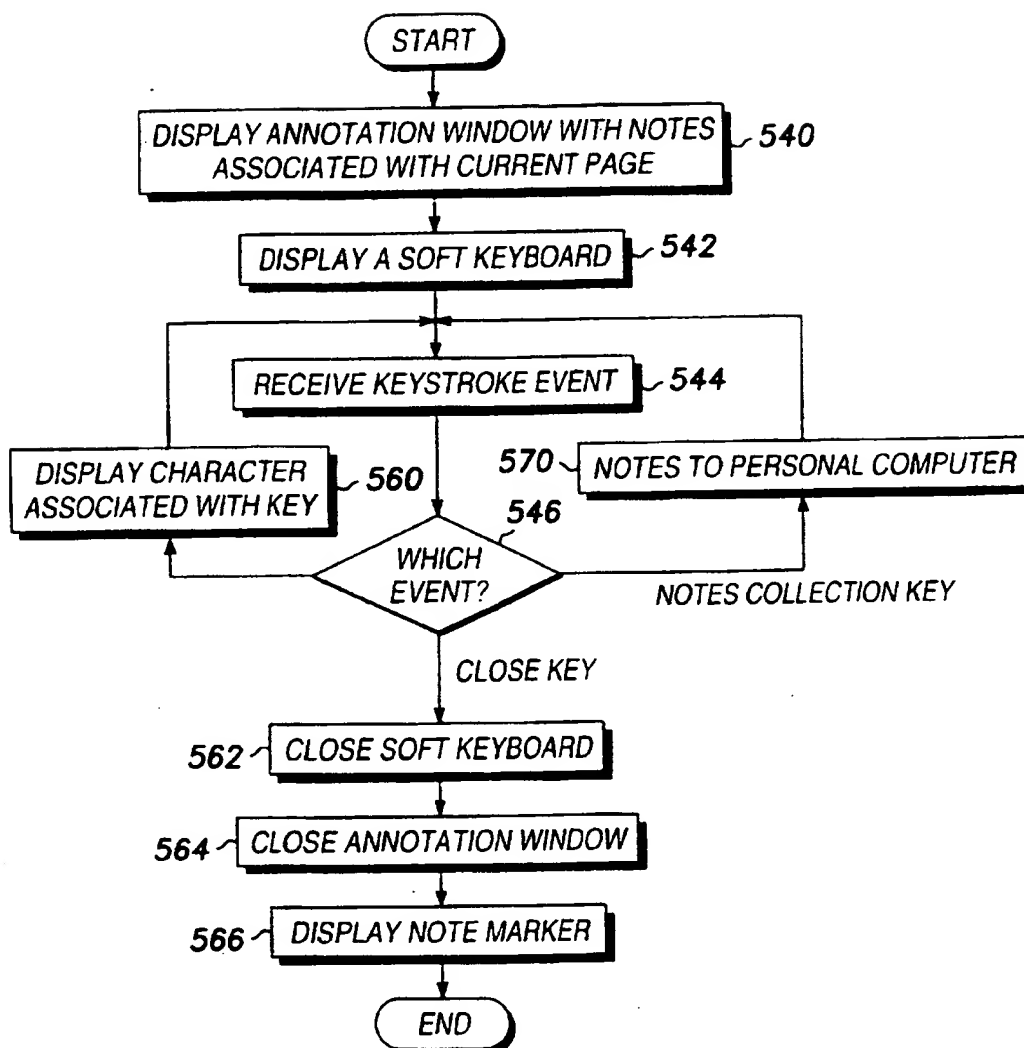 START
DISPLAY ANNOTATION WINDOW WITH NOTES
ASSOCIATED WITH CURRENT PAGE
540
DISPLAY A SOFT KEYBOARD
542
RECEIVE KEYSTROKE EVENT
544
DISPLAY CHARACTER
ASSOCIATED WITH KEY
560
570
NOTES TO PERSONAL COMPUTER
546
WHICH
EVENT?
NOTES COLLECTION KEY
CLOSE KEY
562
CLOSE SOFT KEYBOARD
564
CLOSE ANNOTATION WINDOW
566
DISPLAY NOTE MARKER
END